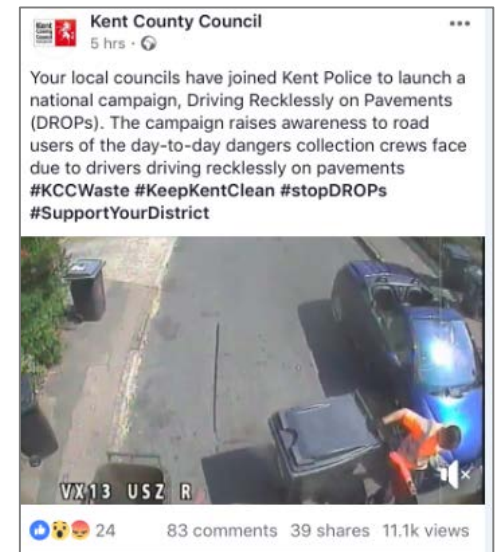 Kent County Council
5 hrs ·
Your local councils have joined Kent Police to launch a
national campaign, Driving Recklessly on Pavements
(DROPs). The campaign raises awareness to road
users of the day-to-day dangers collection crews face
due to drivers driving recklessly on pavements
#KCCWaste #KeepKentClean #stopDROPs
#SupportYourDistrict
VX13 USZ R
24 83 comments 39 shares 11.1k views